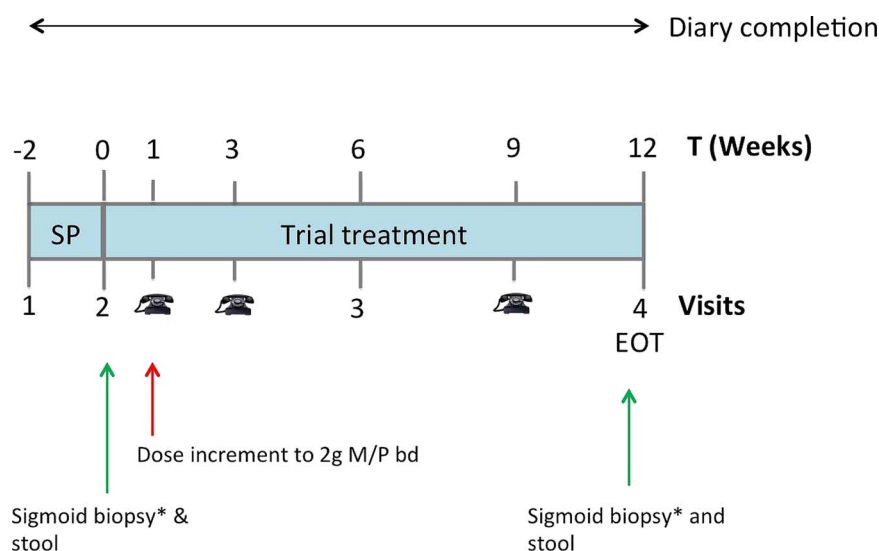 Diary completion
-2 0 1 3 6 9 12 T (Weeks)
SP Trial treatment
1 2 3 4 Visits
EOT
Dose increment to 2g M/P bd
Sigmoid biopsy* &
stool
Sigmoid biopsy* and
stool